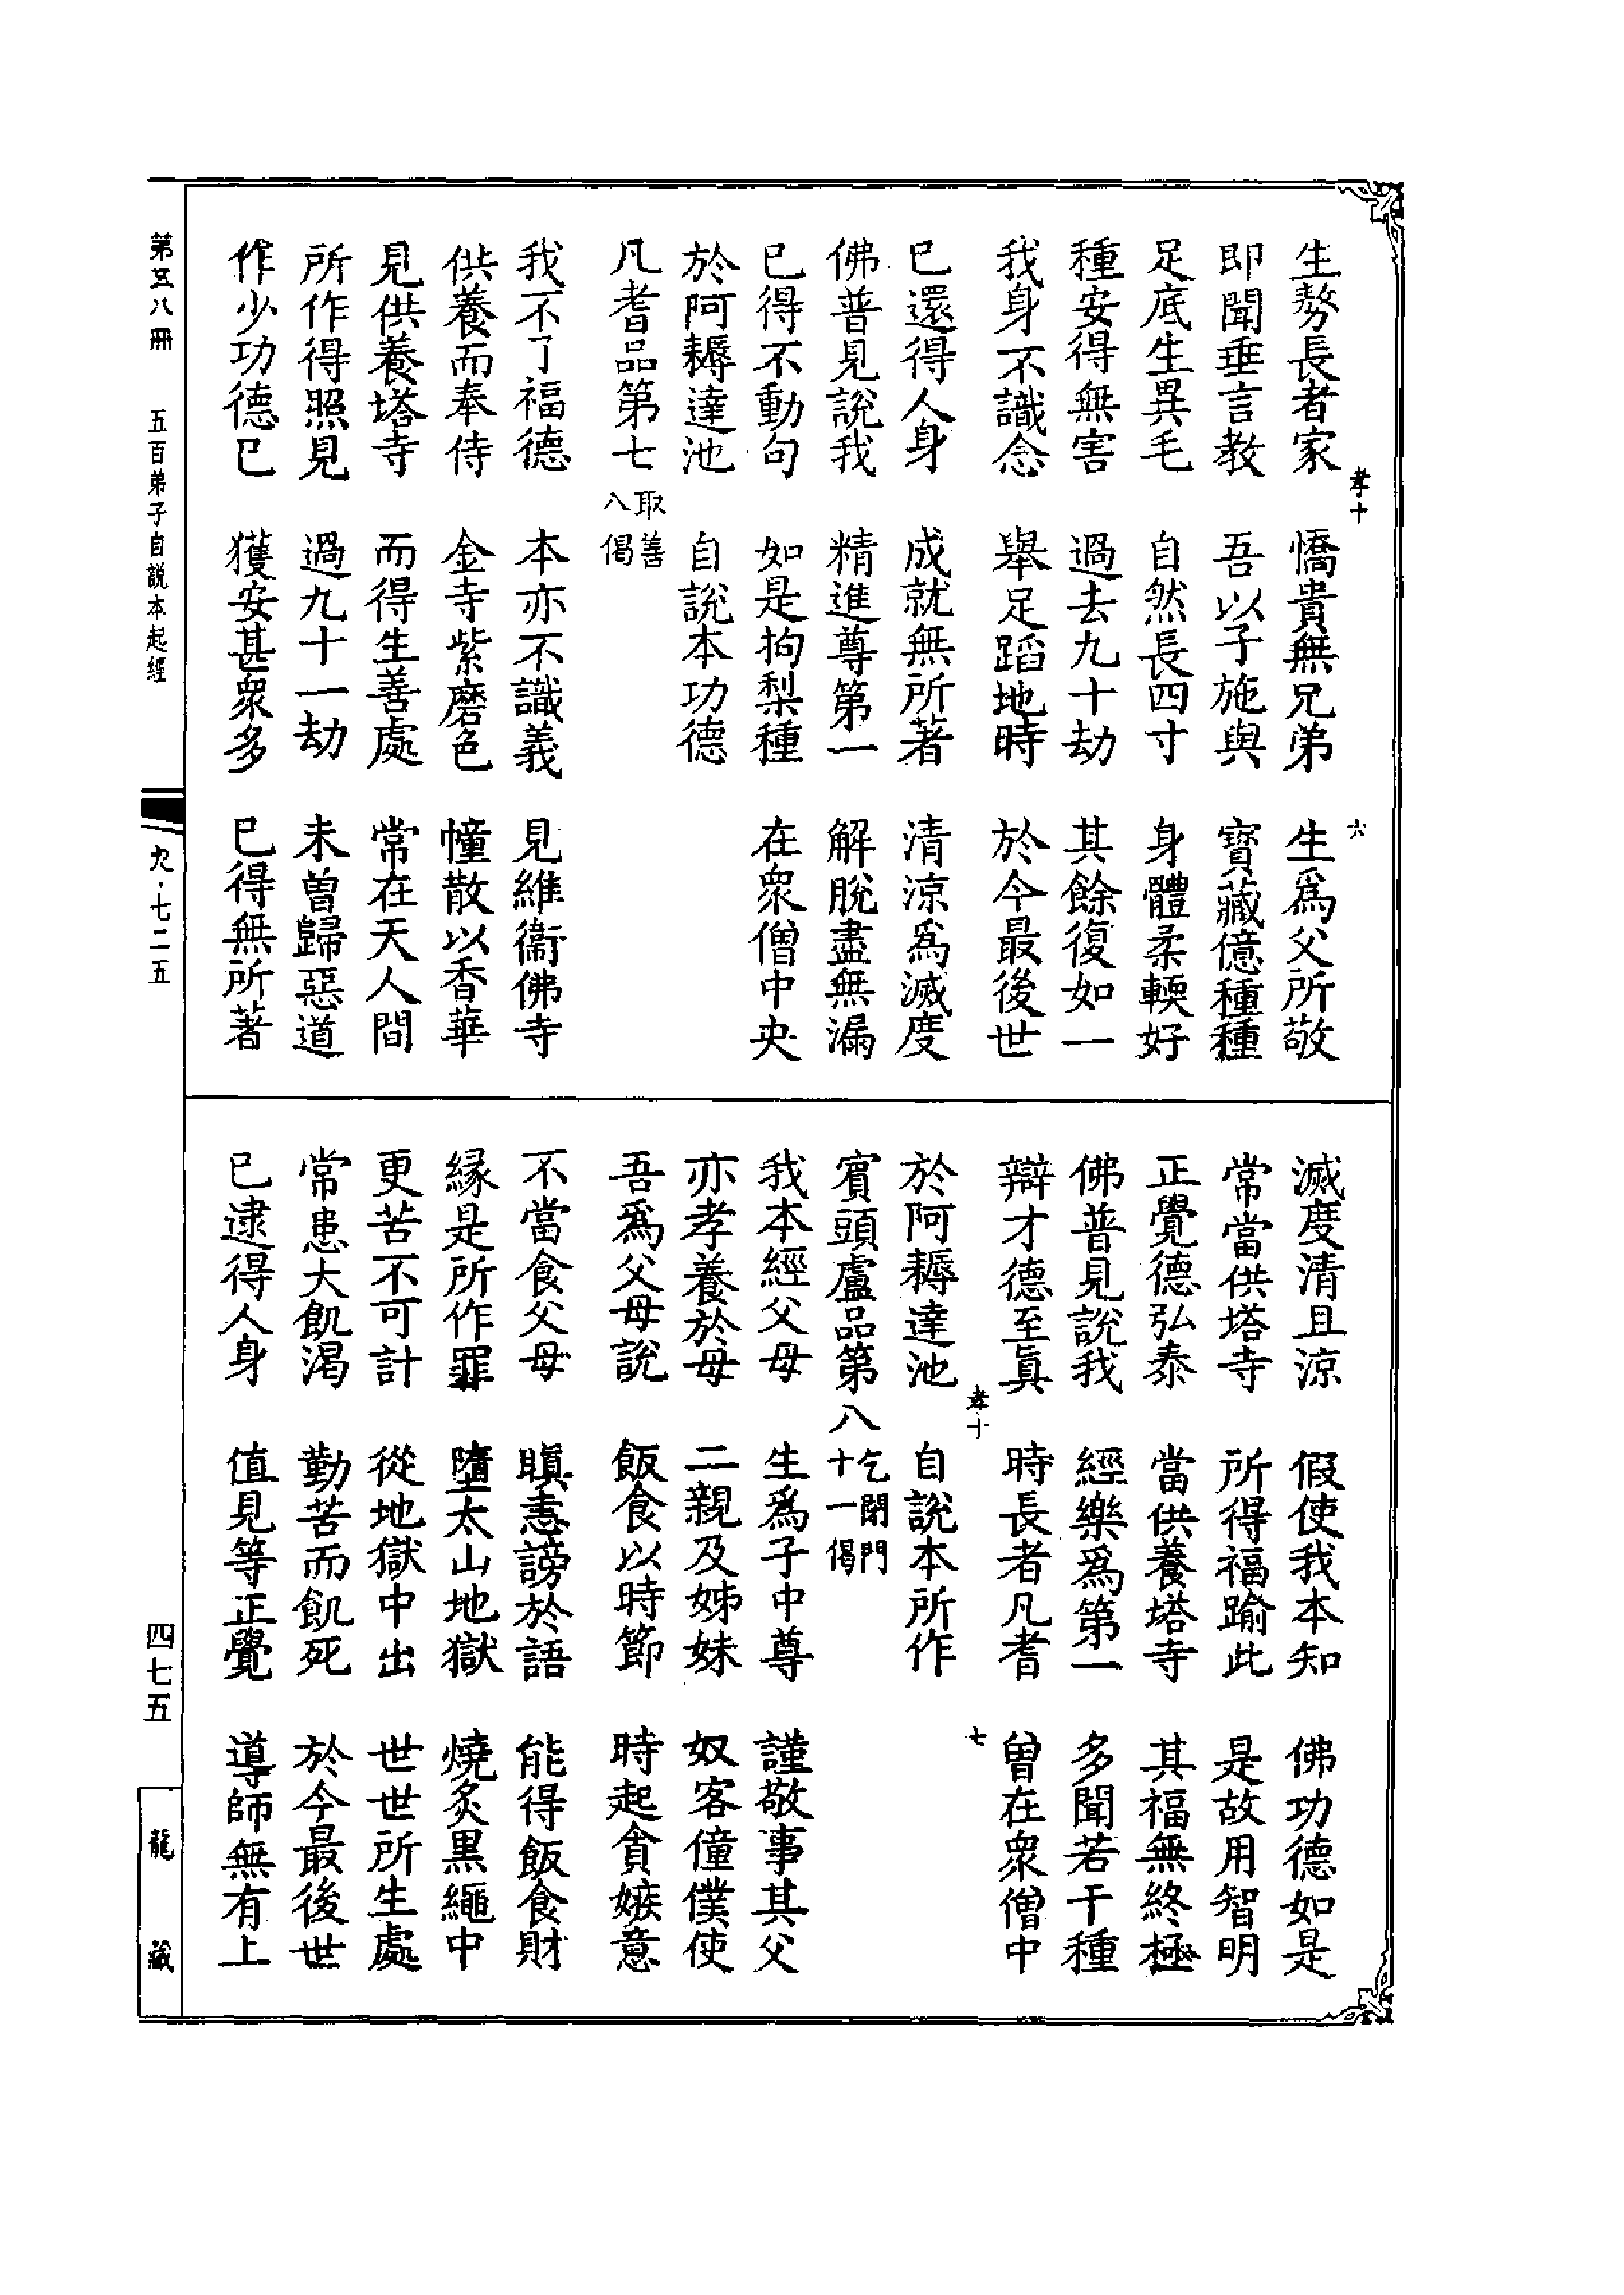 孝十 六
生勢長者家 憍貴無兄弟 生爲父所敬
即聞垂言教 吾以子施與 寳藏億種種
足底生異毛 自然長四寸 身體柔輭好
種安得無害 過去九十劫 其餘復如一
我身不識念 舉足蹈地時 於今最後世
已還得人身 成就無所著 清涼爲滅度
佛普見說我 精進尊第一 解脫盡無漏
已得不動句 如是拘梨種 在衆僧中央
於阿耨達池 自說本功德
凡耆品第七 取善八偈
我不了福德 本亦不識義 見維衞佛寺
供養而奉侍 金寺紫磨色 幢散以香華
見供養塔寺 而得生善處 常在天人間
所作得照見 過九十一劫 未曽歸惡道
作少功德已 獲安甚衆多 已得無所著
滅度清且涼 假使我本知 佛功德如是
常當供塔寺 所得福踰此 是故用智明
正覺德弘泰 當供養塔寺 其福無終極
佛普見說我 經樂爲第一 多聞若干種
辯才德至眞 時長者凡耆 曽在衆僧中
孝十 七
於阿耨達池 自說本所作
賓頭盧品第八 乞閉門十一偈
我本經父母 生爲子中尊 謹敬事其父
亦孝養於母 二親及姊妹 奴客僮僕使
吾爲父母說 飯食以時節 時起貪嫉意
不當食父母 瞋恚謗於語 能得飯食財
縁是所作罪 墮太山地獄 燒炙黒繩中
更苦不可計 從地獄中出 世世所生處
常患大飢渴 勤苦而飢死 於今最後世
已逮得人身 值見等正覺 導師無有上
第五八冊 五百弟子自說本起經 九·七二五 四七五 龍藏